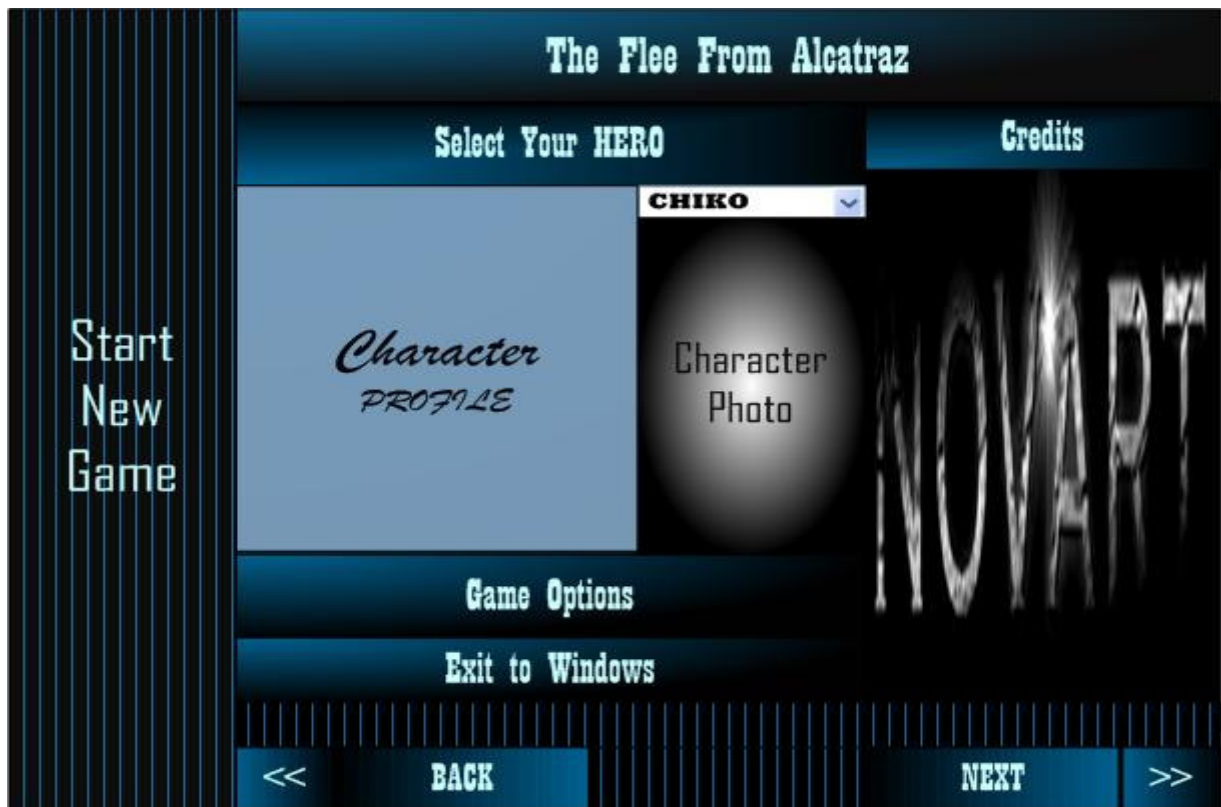 The Flee From Alcatraz
Select Your HERO
Credits
CHIKO
Start
New
Game
Character
PROFILE
Character
Photo
NOVART
Game Options
Exit to Windows
<<
BACK
NEXT
>>